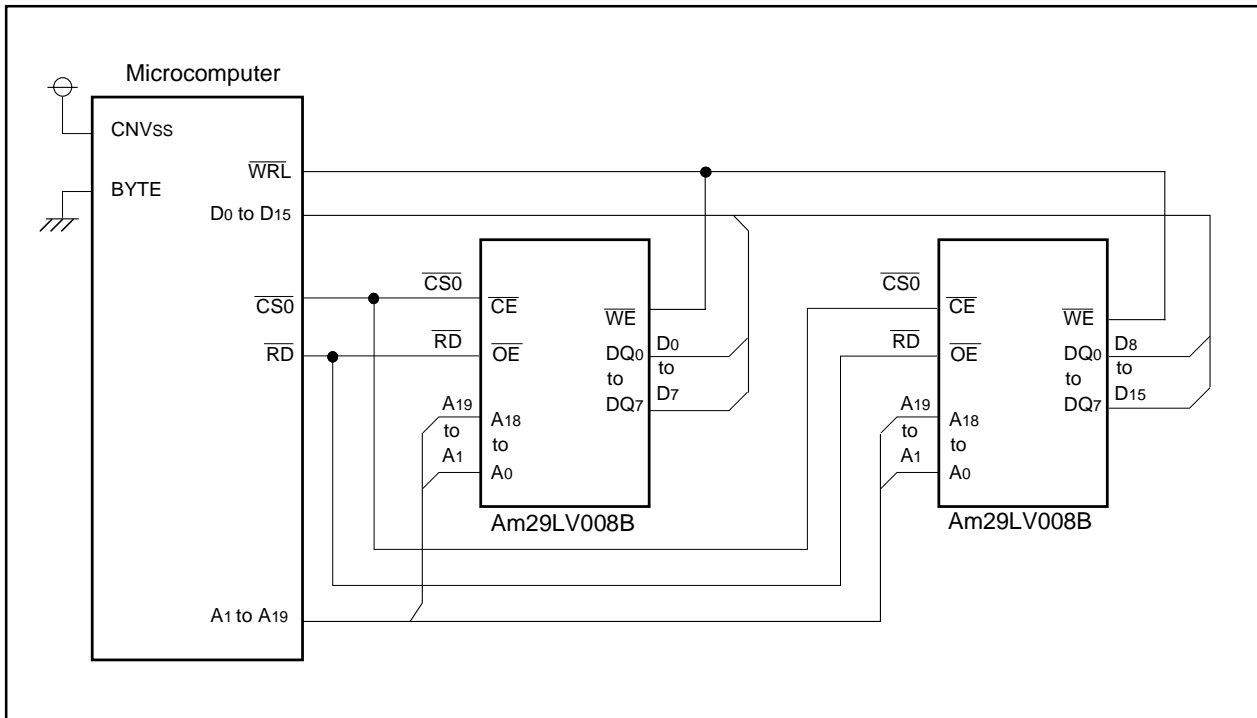 Microcomputer
CNVss
BYTE
WRL
D0 to D15
CS0
RD
A1 to A19
CS0
RD
A19
to
A1
CE
OE
A18
to
A0
WE
DQ0
to
DQ7
D0
to
D7
Am29LV008B
CS0
RD
A19
to
A1
CE
OE
A18
to
A0
WE
DQ0
to
DQ7
D8
to
D15
Am29LV008B